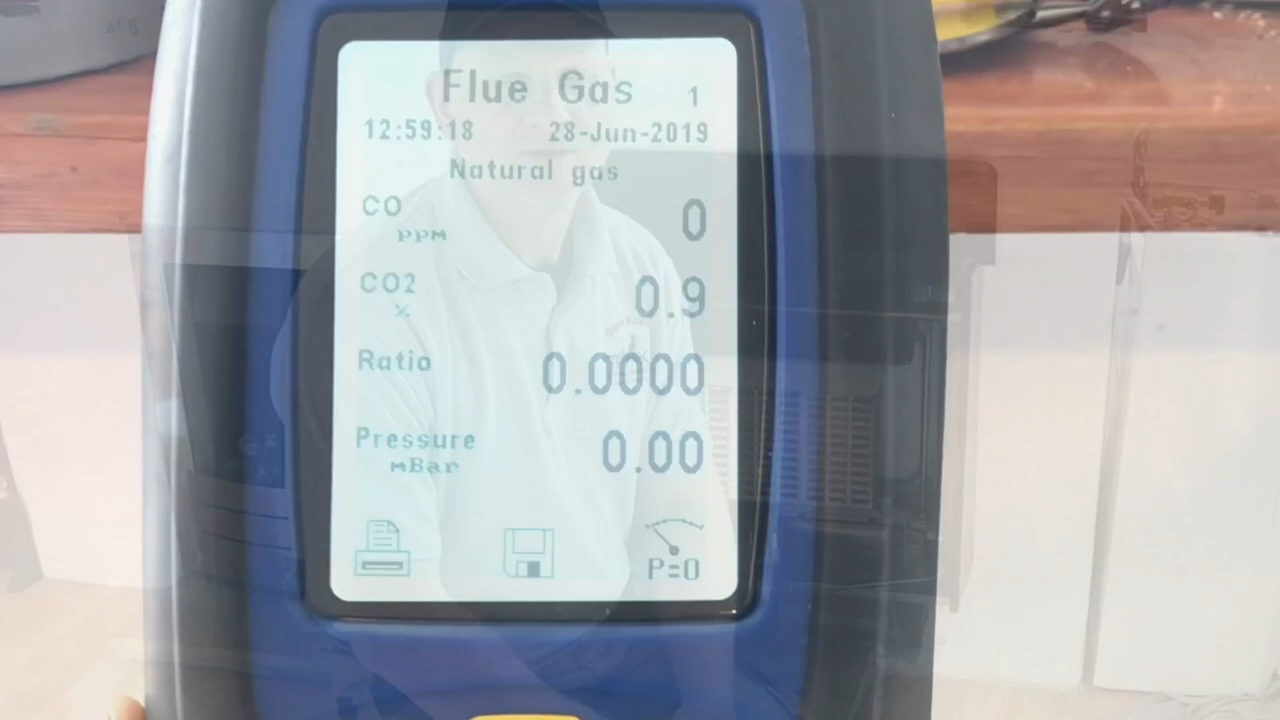 Flue Gas 1
12:59:18 28-Jun-2019
Natural gas
CO 0
ppm
CO2 0.9
%
Ratio 0.0000
Pressure 0.00
mBar
P=0